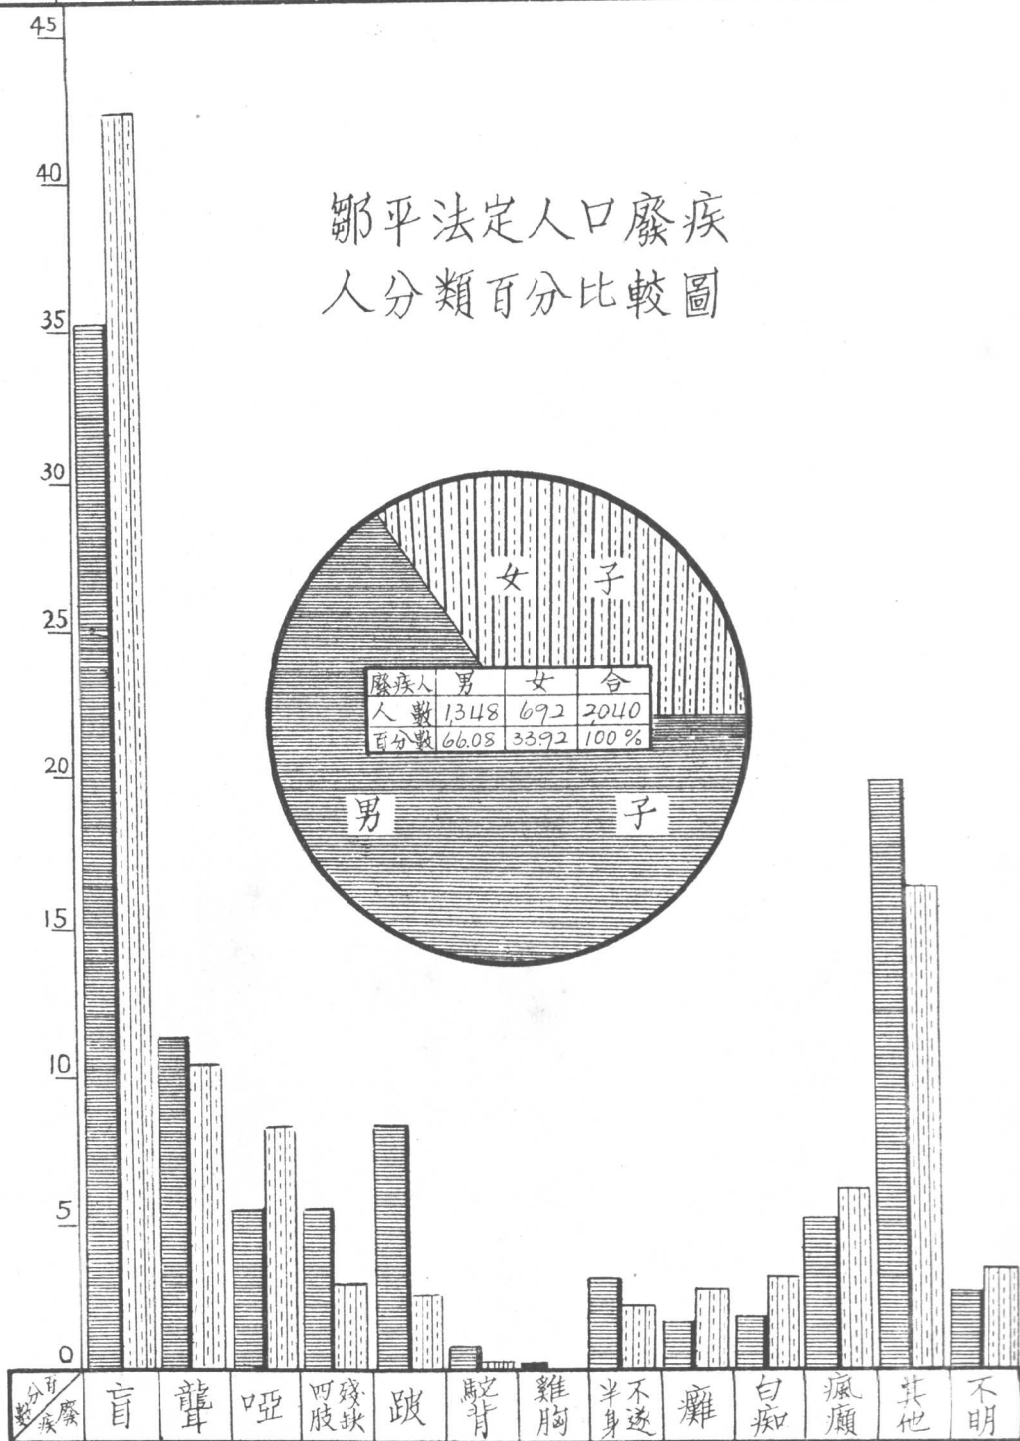 45
40
35
30
25
20
15
10
5
0
鄒平法定人口廢疾
人分類百分比較圖
女子
廢疾人 男 女 合
人數 1,348 692 2,040
百分數 66.08 33.92 100%
男子
百分數 廢疾
盲 聾 啞 四肢殘缺 跛 駝背 雞胸 半身不遂 癱 白痴 瘋癲 其他 不明